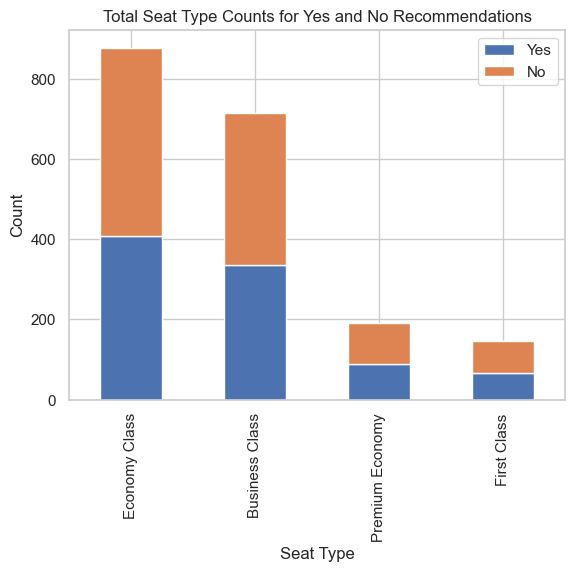 Total Seat Type Counts for Yes and No Recommendations
Yes
No
800
600
400
200
0
Count
Economy Class
Business Class
Premium Economy
First Class
Seat Type